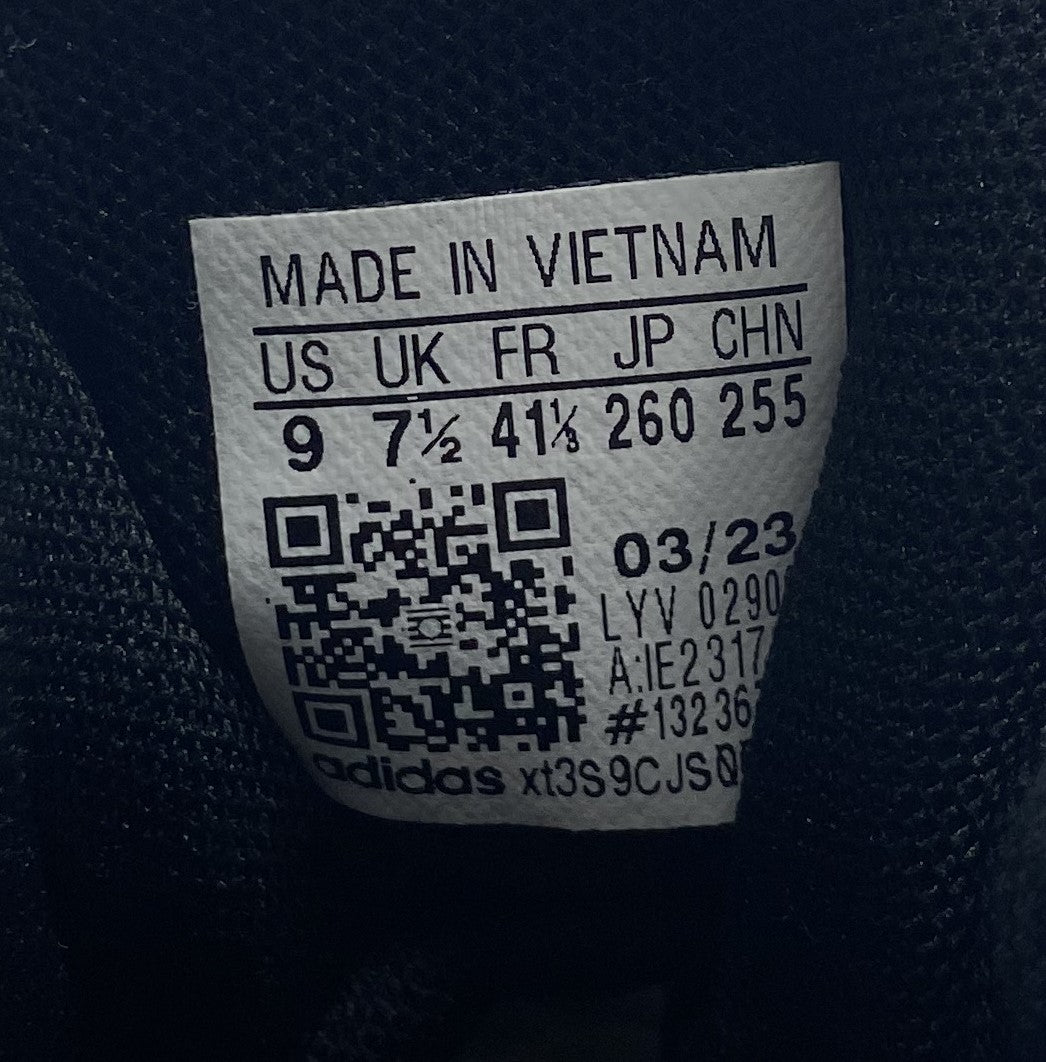 MADE IN VIETNAM
US UK FR JP CHN
9 7½ 41⅓ 260 255
03/23
LYV 0290
A:IE2317
#13236
adidas xt3S9CJSQ